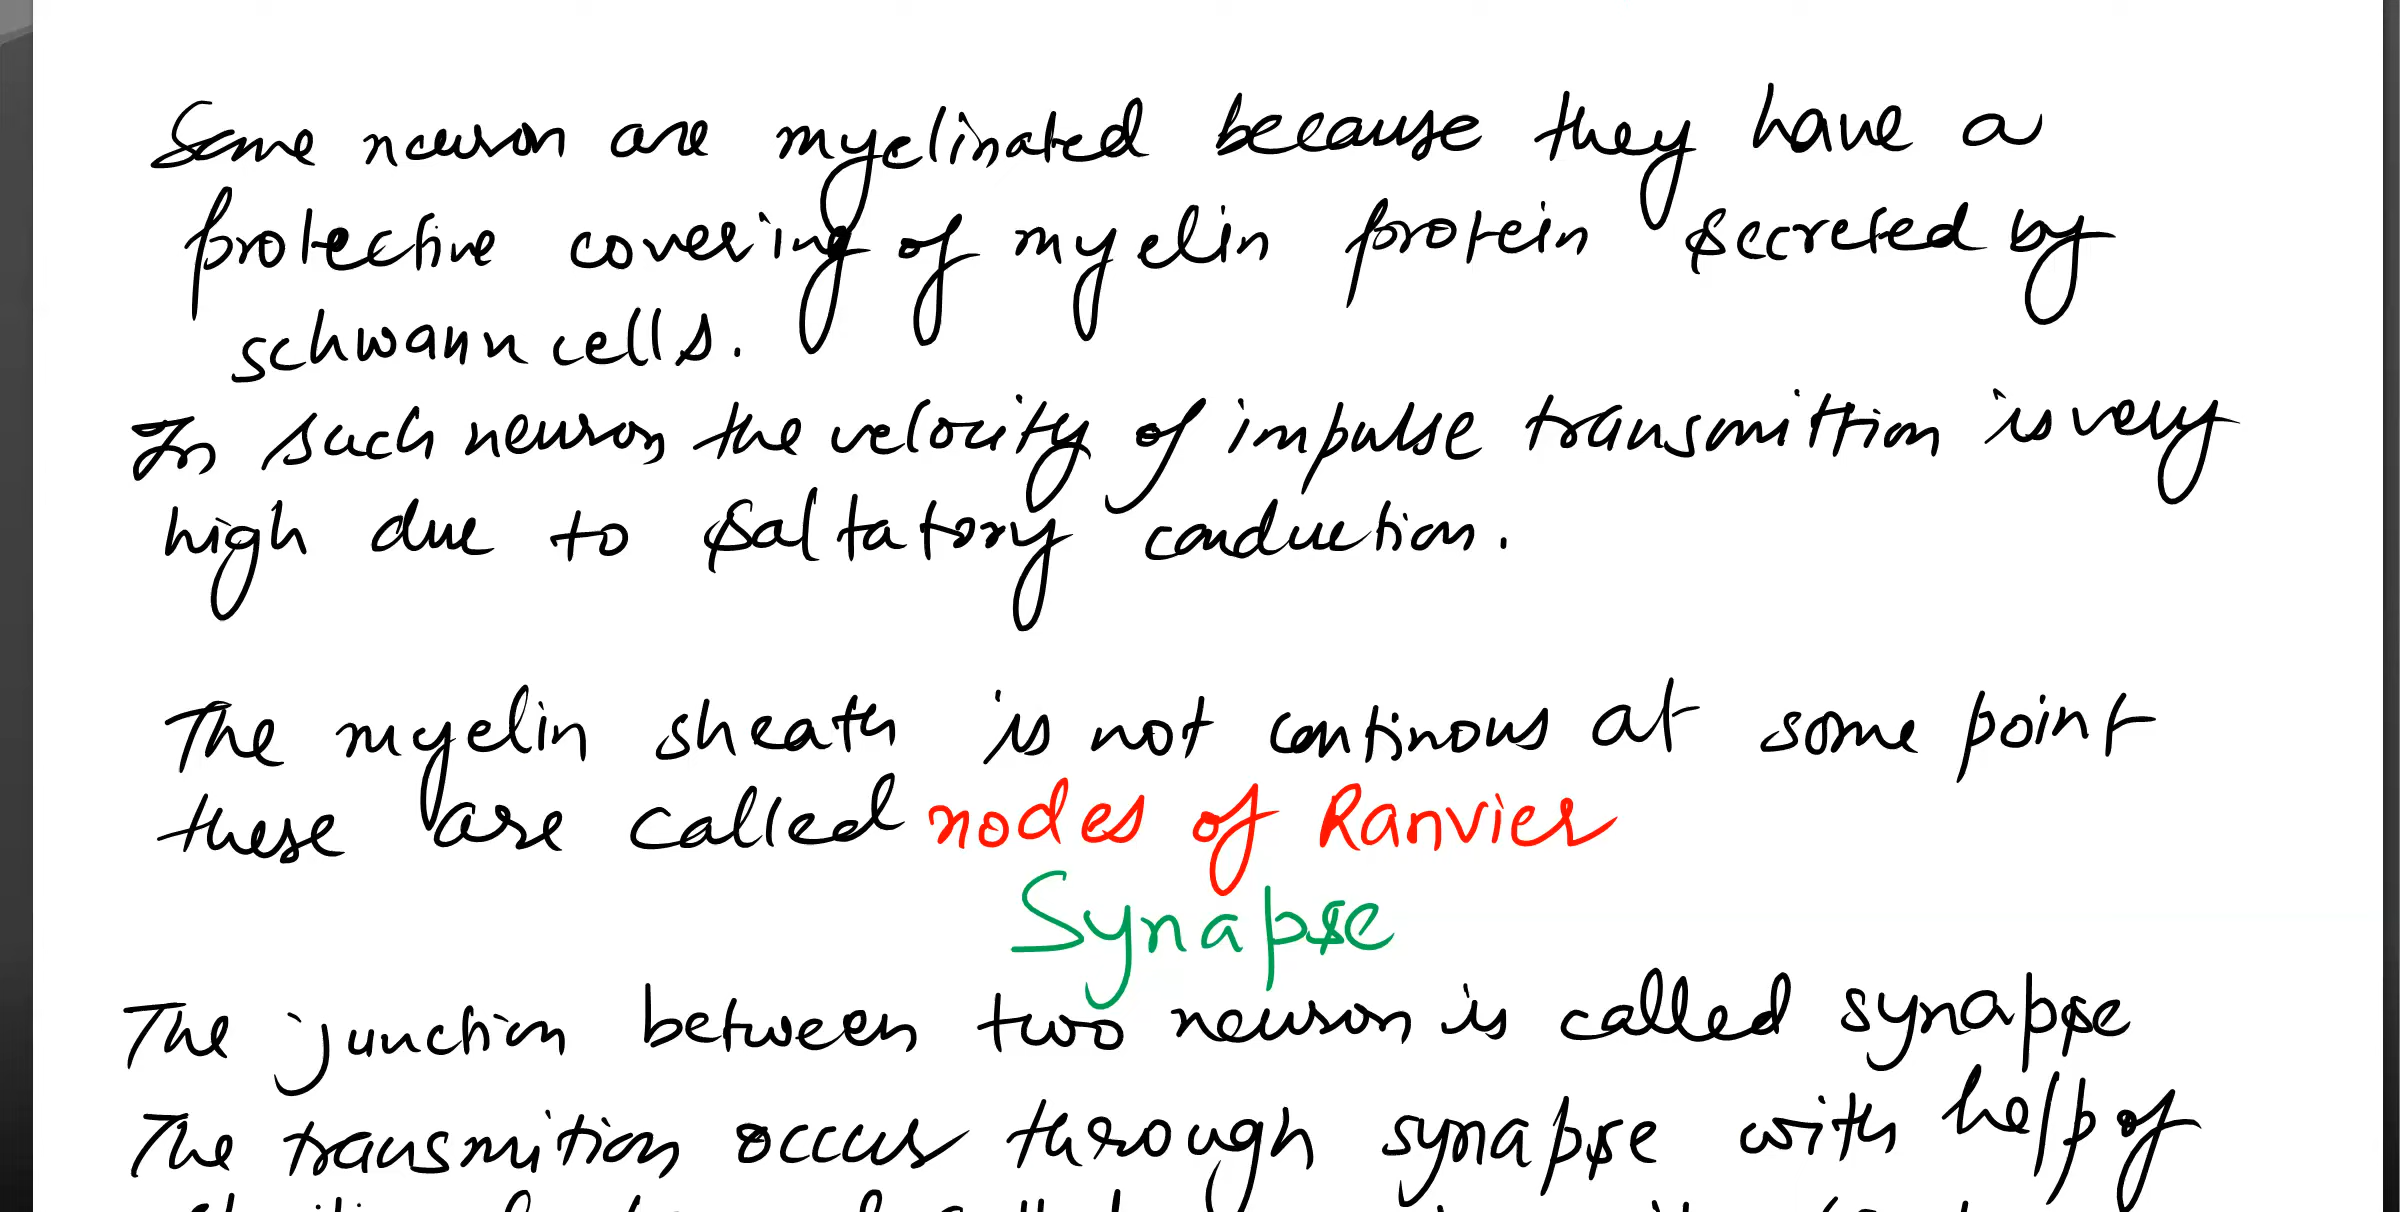 Some neuron are myelinated because they have a
protective covering of myelin protein secreted by
schwann cells.
In such neuron the velocity of impulse transmittion is very
high due to saltatory conduction.
The myelin sheath is not continous at some point
these are called nodes of Ranvier
Synapse
The junction between two neuron is called synapse
The transmition occur through synapse with help of